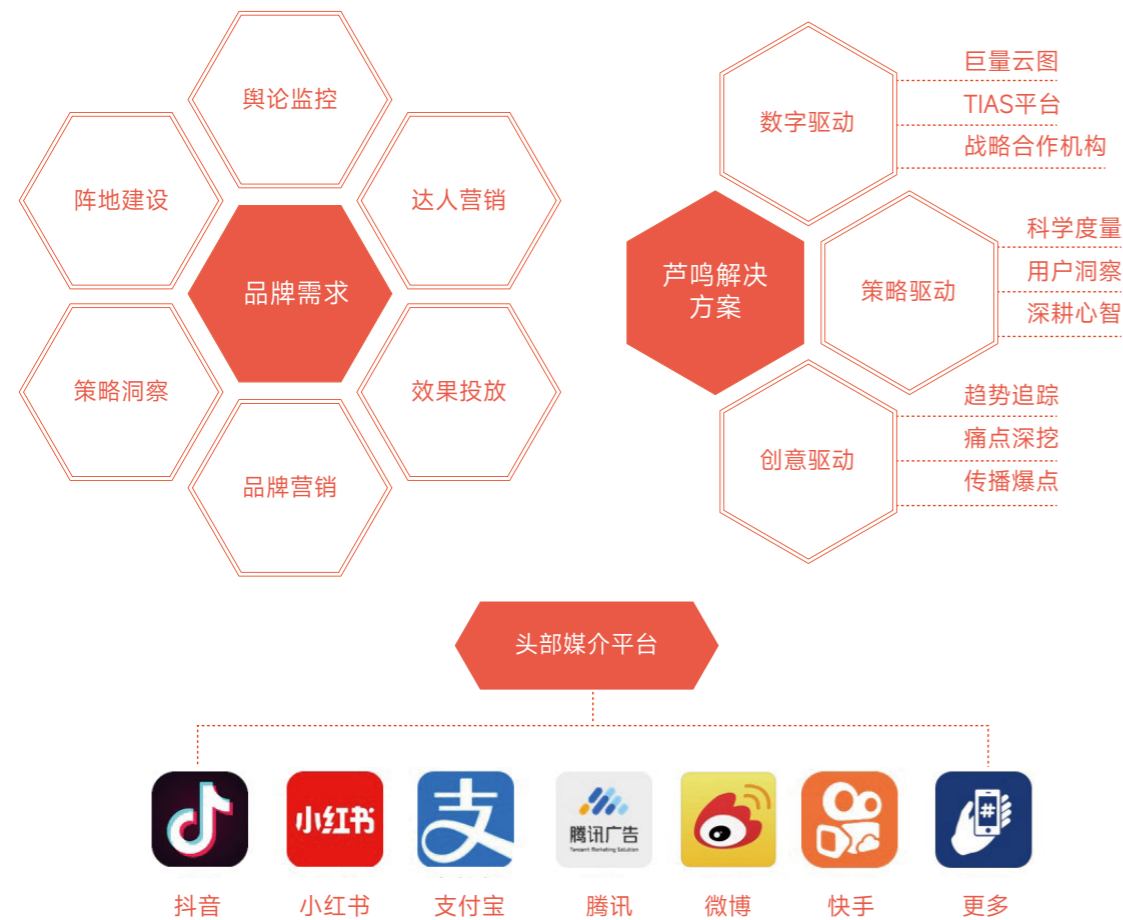 舆论监控
阵地建设
达人营销
品牌需求
策略洞察
效果投放
品牌营销
数字驱动
巨量云图
TIAS平台
战略合作机构
芦鸣解决
方案
策略驱动
科学度量
用户洞察
深耕心智
创意驱动
趋势追踪
痛点深挖
传播爆点
头部媒介平台
小红书
支
腾讯广告
Tencent Marketing Solution
#
抖音
小红书
支付宝
腾讯
微博
快手
更多